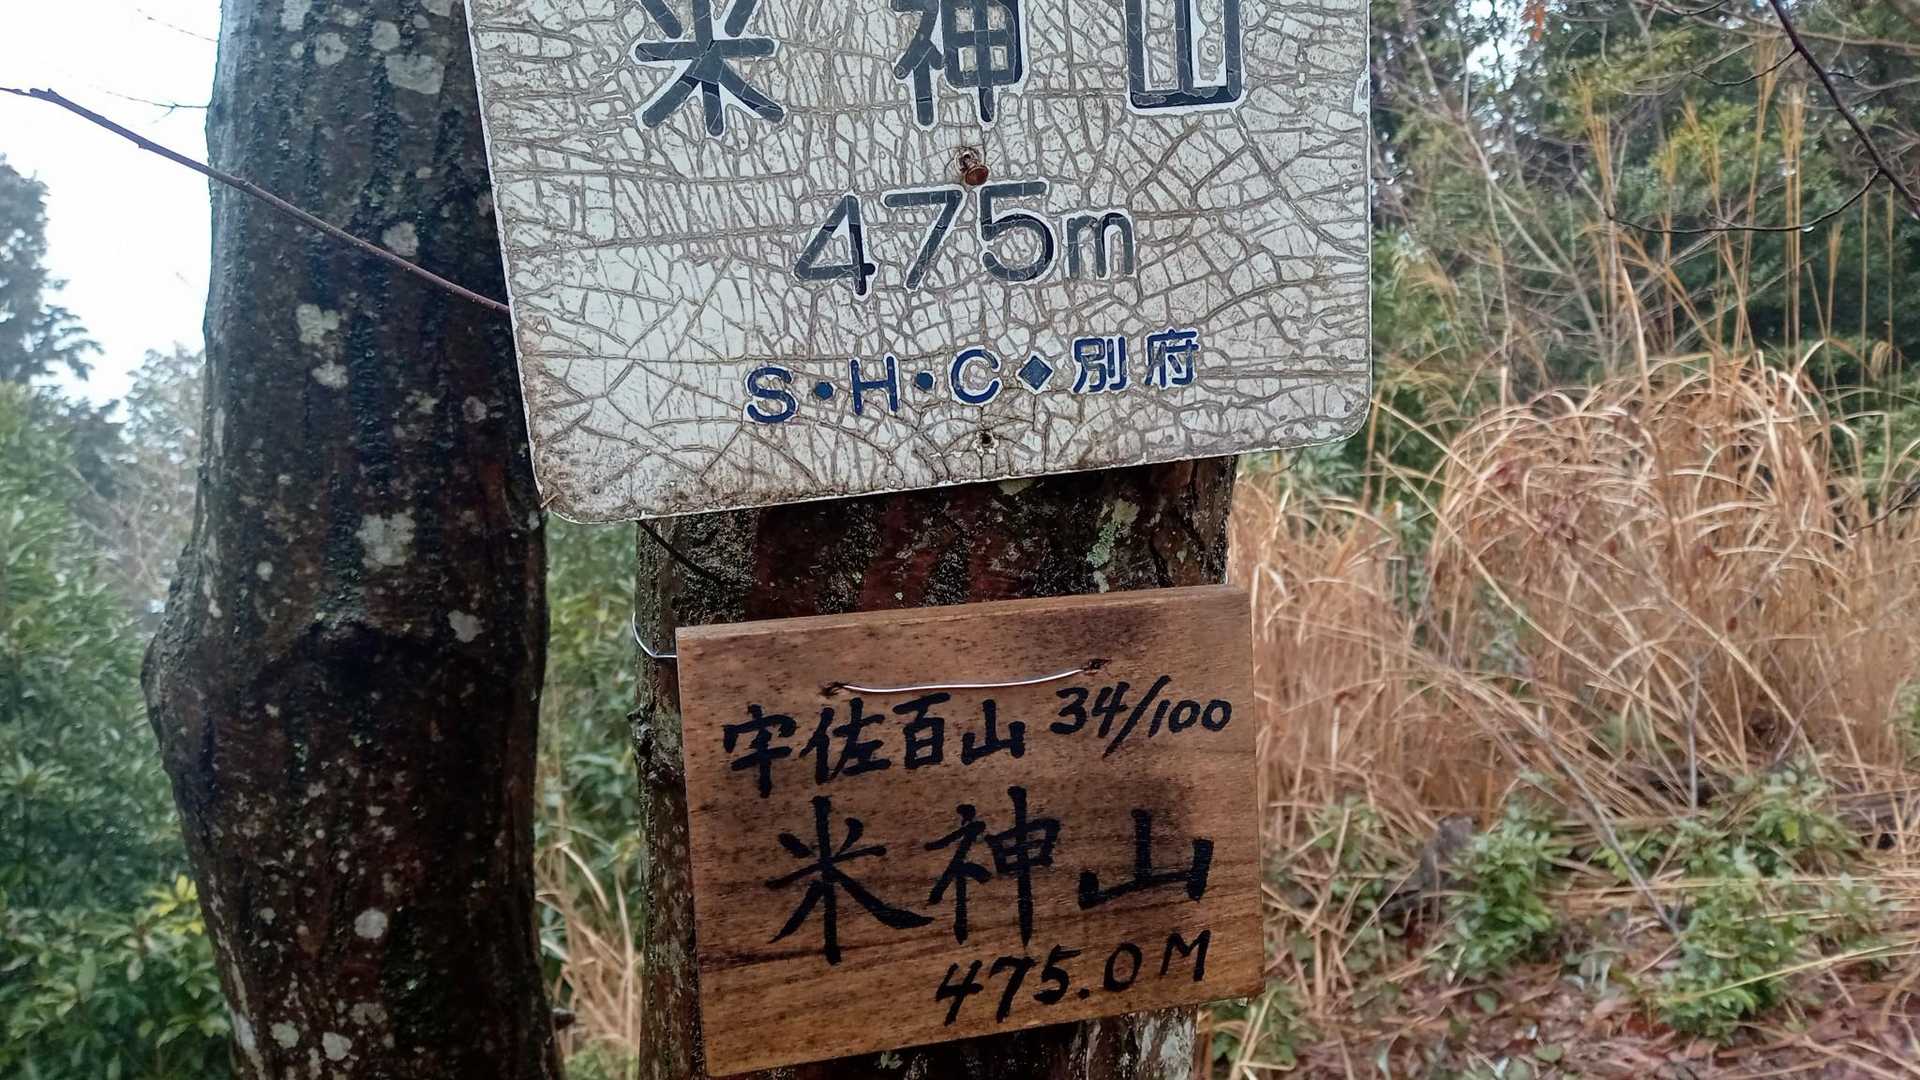 米神山
475m
S・H・C◆別府
宇佐百山 34/100
米神山
475.0M